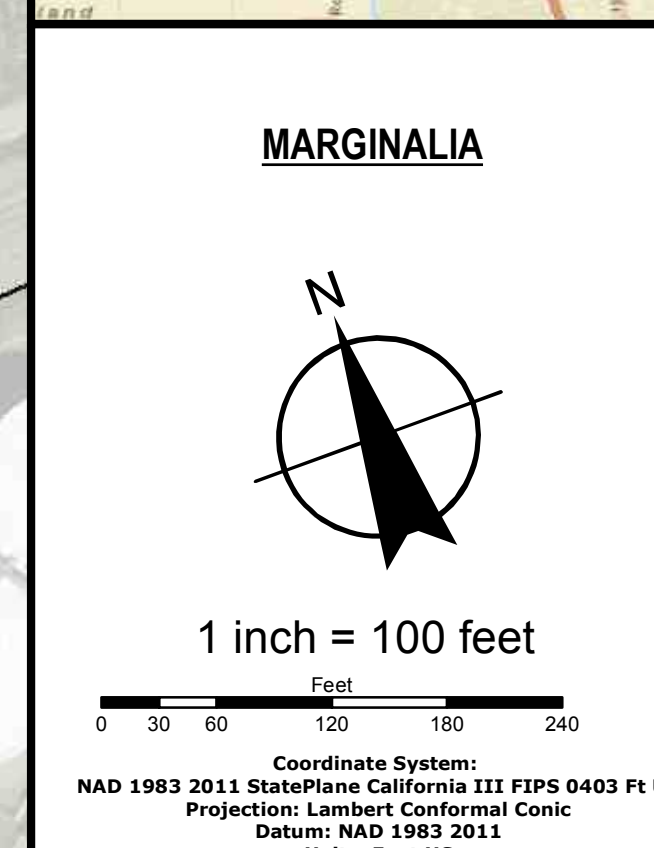 land
MARGINALIA
N
1 inch = 100 feet
Feet
0 30 60 120 180 240
Coordinate System:
NAD 1983 2011 StatePlane California III FIPS 0403 Ft
Projection: Lambert Conformal Conic
Datum: NAD 1983 2011